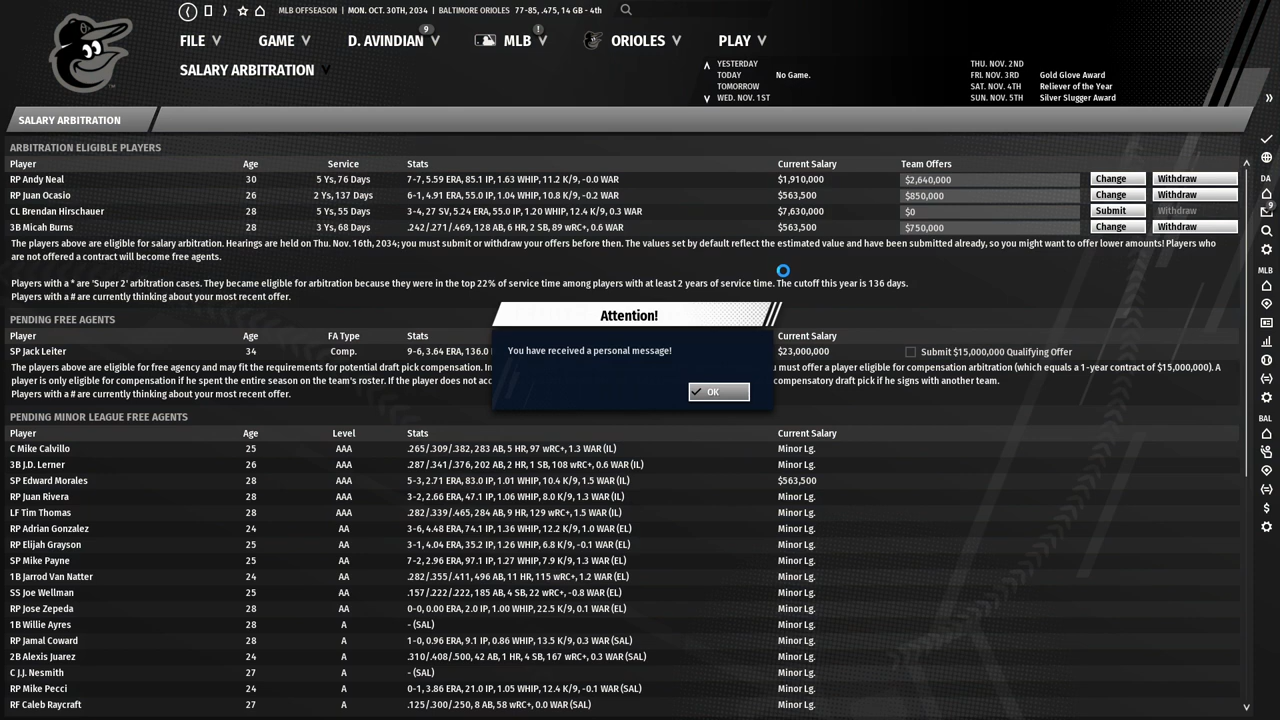 MLB OFFSEASON | MON. OCT. 30TH, 2034 | BALTIMORE ORIOLES 77-85, .475, 14 GB - 4th
FILE GAME D. AVINDIAN 9 MLB ! ORIOLES PLAY
SALARY ARBITRATION
YESTERDAY
TODAY No Game.
TOMORROW
WED. NOV. 1ST
THU. NOV. 2ND
FRI. NOV. 3RD Gold Glove Award
SAT. NOV. 4TH Reliever of the Year
SUN. NOV. 5TH Silver Slugger Award
SALARY ARBITRATION
ARBITRATION ELIGIBLE PLAYERS
Player Age Service Stats Current Salary Team Offers
RP Andy Neal 30 5 Ys, 76 Days 7-7, 5.59 ERA, 85.1 IP, 1.63 WHIP, 11.2 K/9, -0.0 WAR $1,910,000 $2,640,000 Change Withdraw
RP Juan Ocasio 26 2 Ys, 137 Days 6-1, 4.91 ERA, 55.0 IP, 1.04 WHIP, 10.8 K/9, -0.2 WAR $563,500 $850,000 Change Withdraw
CL Brendan Hirschauer 28 5 Ys, 55 Days 3-4, 27 SV, 5.24 ERA, 55.0 IP, 1.20 WHIP, 12.4 K/9, 0.3 WAR $7,630,000 $0 Submit Withdraw
3B Micah Burns 28 3 Ys, 68 Days .242/.271/.469, 128 AB, 6 HR, 2 SB, 89 wRC+, 0.6 WAR $563,500 $750,000 Change Withdraw
The players above are eligible for salary arbitration. Hearings are held on Thu. Nov. 16th, 2034; you must submit or withdraw your offers before then. The values set by default reflect the estimated value and have been submitted already, so you might want to offer lower amounts! Players who
are not offered a contract will become free agents.
Players with a * are 'Super 2' arbitration cases. They became eligible for arbitration because they were in the top 22% of service time among players with at least 2 years of service time. The cutoff this year is 136 days.
Players with a # are currently thinking about your most recent offer.
PENDING FREE AGENTS
Player Age FA Type Stats Current Salary
SP Jack Leiter 34 Comp. 9-6, 3.64 ERA, 136.0 $23,000,000 Submit $15,000,000 Qualifying Offer
The players above are eligible for free agency and may fit the requirements for potential draft pick compensation. In must offer a player eligible for compensation arbitration (which equals a 1-year contract of $15,000,000). A
player is only eligible for compensation if he spent the entire season on the team's roster. If the player does not acc compensatory draft pick if he signs with another team.
Players with a # are currently thinking about your most recent offer.
Attention!
You have received a personal message!
OK
PENDING MINOR LEAGUE FREE AGENTS
Player Age Level Stats Current Salary
C Mike Calvillo 25 AAA .265/.309/.382, 283 AB, 5 HR, 97 wRC+, 1.3 WAR (IL) Minor Lg.
3B J.D. Lerner 26 AAA .287/.341/.376, 202 AB, 2 HR, 1 SB, 108 wRC+, 0.6 WAR (IL) Minor Lg.
SP Edward Morales 28 AAA 5-3, 2.71 ERA, 83.0 IP, 1.01 WHIP, 10.4 K/9, 1.5 WAR (IL) $563,500
RP Juan Rivera 28 AAA 3-2, 2.66 ERA, 47.1 IP, 1.06 WHIP, 8.0 K/9, 1.3 WAR (IL) Minor Lg.
LF Tim Thomas 28 AAA .282/.339/.465, 284 AB, 9 HR, 129 wRC+, 1.5 WAR (IL) Minor Lg.
RP Adrian Gonzalez 24 AA 3-6, 4.48 ERA, 74.1 IP, 1.36 WHIP, 12.2 K/9, 1.0 WAR (EL) Minor Lg.
RP Elijah Grayson 25 AA 3-1, 4.04 ERA, 35.2 IP, 1.26 WHIP, 6.8 K/9, -0.1 WAR (EL) Minor Lg.
SP Mike Payne 25 AA 7-2, 2.96 ERA, 97.1 IP, 1.27 WHIP, 7.9 K/9, 1.3 WAR (EL) Minor Lg.
1B Jarrod Van Natter 24 AA .282/.355/.411, 496 AB, 11 HR, 115 wRC+, 1.2 WAR (EL) Minor Lg.
SS Joe Wellman 25 AA .157/.222/.222, 185 AB, 4 SB, 22 wRC+, -0.8 WAR (EL) Minor Lg.
RP Jose Zepeda 28 AA 0-0, 0.00 ERA, 2.0 IP, 1.00 WHIP, 22.5 K/9, 0.1 WAR (EL) Minor Lg.
1B Willie Ayres 28 A - (SAL) Minor Lg.
RP Jamal Coward 28 A 1-0, 0.96 ERA, 9.1 IP, 0.86 WHIP, 13.5 K/9, 0.3 WAR (SAL) Minor Lg.
2B Alexis Juarez 24 A .310/.408/.500, 42 AB, 1 HR, 4 SB, 167 wRC+, 0.3 WAR (SAL) Minor Lg.
C J.J. Nesmith 27 A - (SAL) Minor Lg.
RP Mike Pecci 24 A 0-1, 3.86 ERA, 21.0 IP, 1.05 WHIP, 12.4 K/9, -0.1 WAR (SAL) Minor Lg.
RF Caleb Raycraft 27 A .125/.300/.250, 8 AB, 58 wRC+, 0.0 WAR (SAL) Minor Lg.
DA
9
MLB
BAL